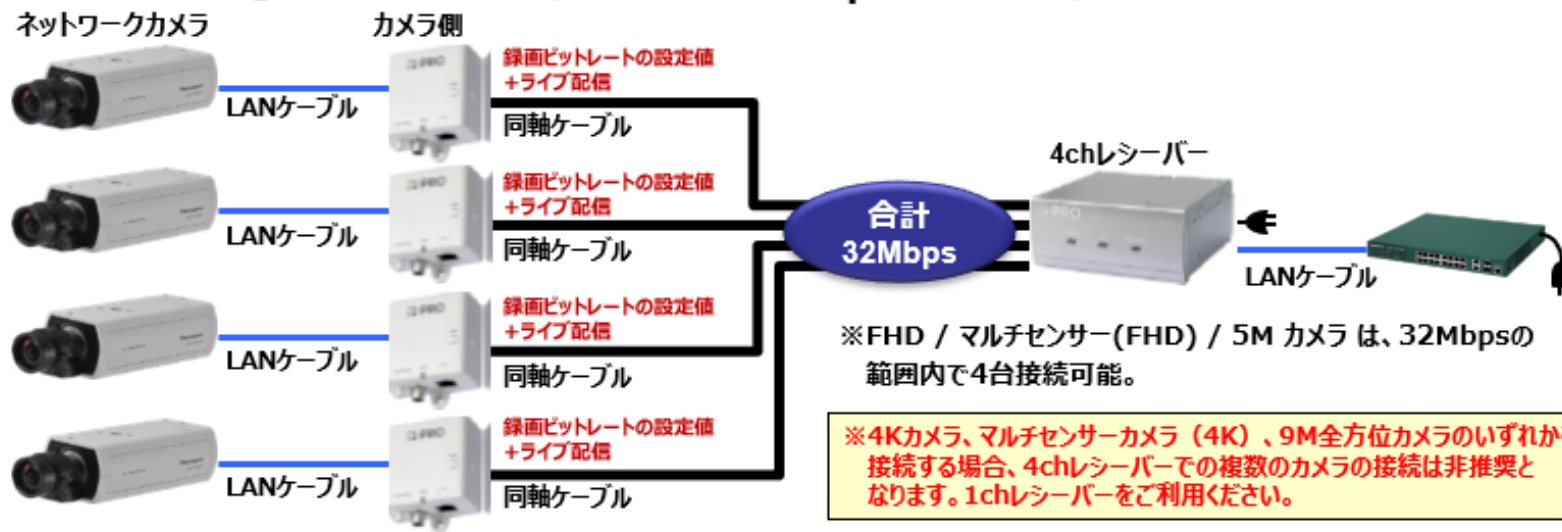 ネットワークカメラ
カメラ側
LANケーブル
i-PRO
録画ビットレートの設定値
+ライブ配信
同軸ケーブル
LANケーブル
i-PRO
録画ビットレートの設定値
+ライブ配信
同軸ケーブル
LANケーブル
i-PRO
録画ビットレートの設定値
+ライブ配信
同軸ケーブル
LANケーブル
i-PRO
録画ビットレートの設定値
+ライブ配信
同軸ケーブル
合計
32Mbps
4chレシーバー
i-PRO
LANケーブル
※FHD / マルチセンサー(FHD) / 5M カメラ は、32Mbpsの
範囲内で4台接続可能。
※4Kカメラ、マルチセンサーカメラ（4K）、9M全方位カメラのいずれか
接続する場合、4chレシーバーでの複数のカメラの接続は非推奨と
なります。1chレシーバーをご利用ください。